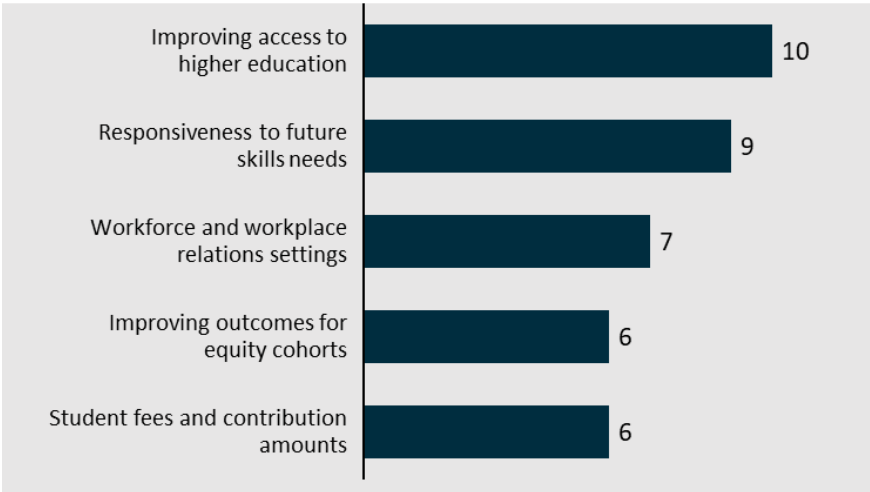 Improving access to
higher education
10
Responsiveness to future
skills needs
9
Workforce and workplace
relations settings
7
Improving outcomes for
equity cohorts
6
Student fees and contribution
amounts
6